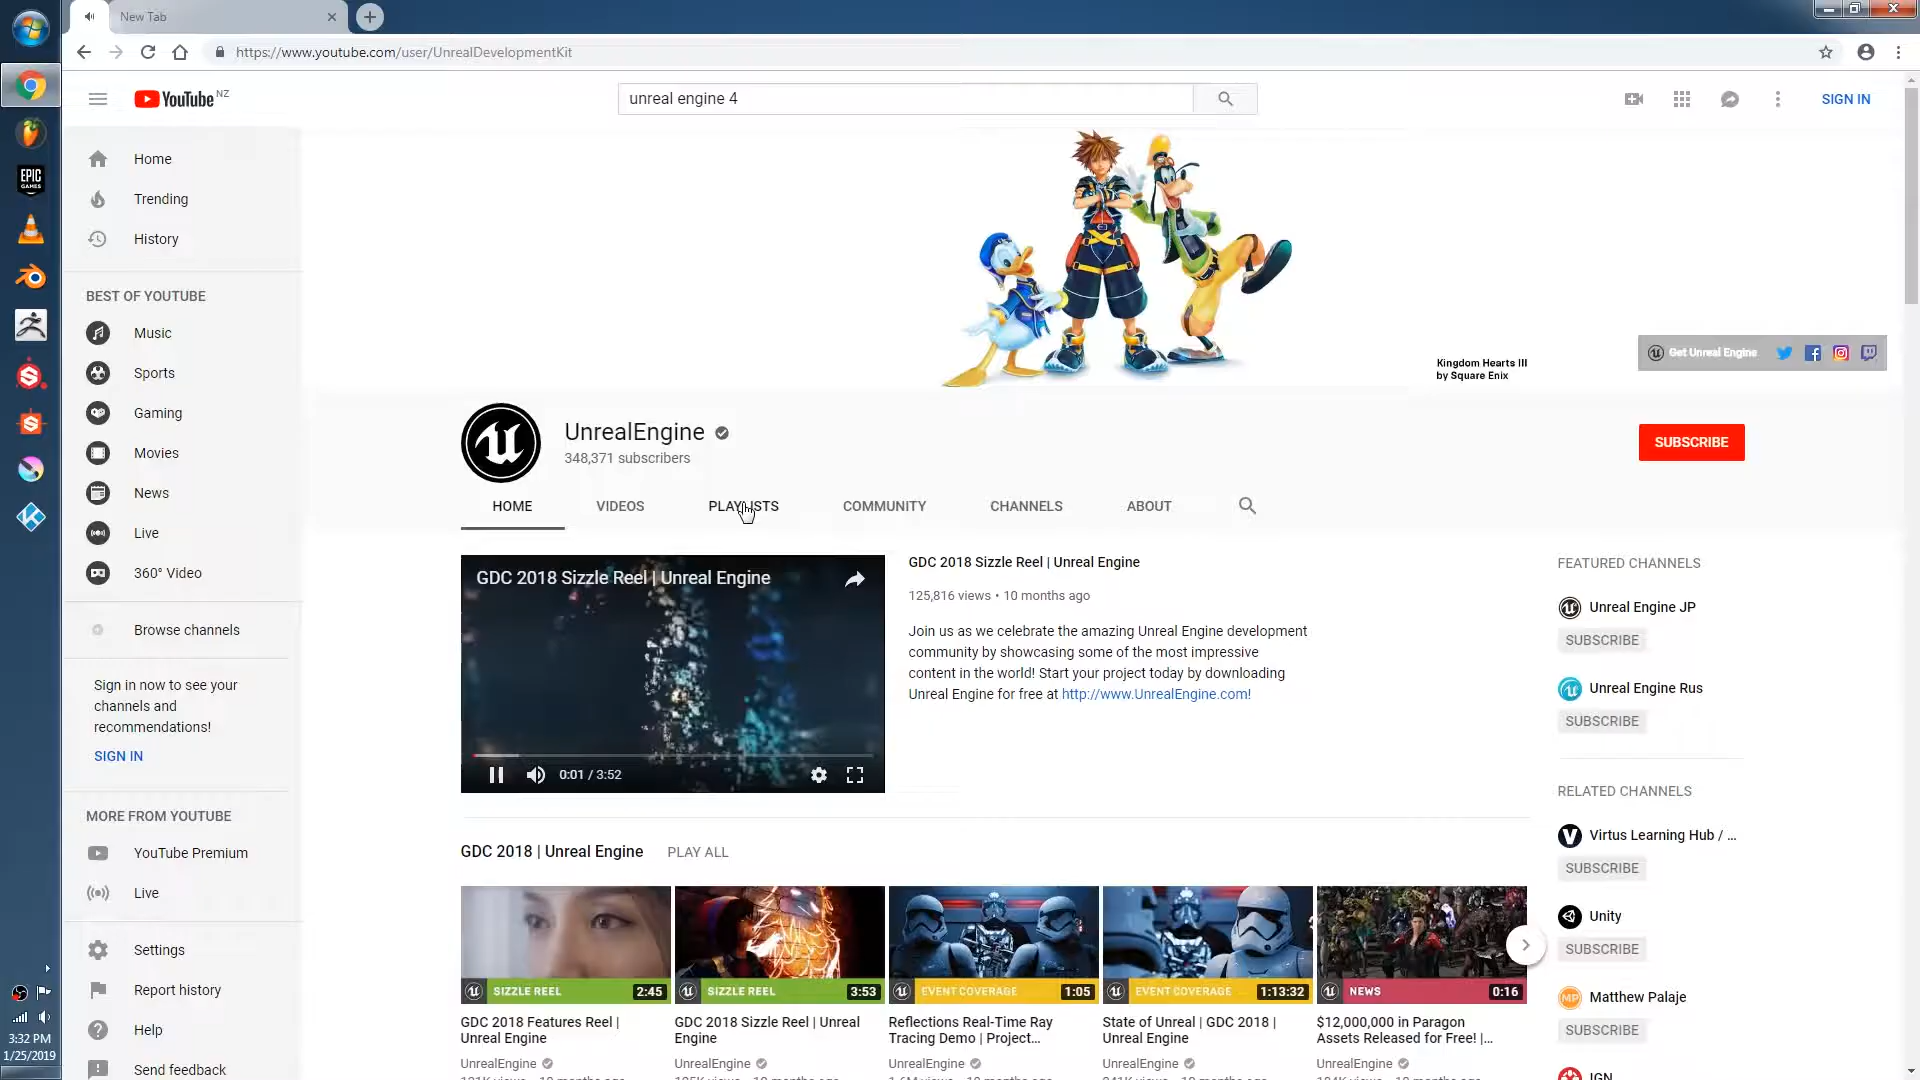 New Tab
https://www.youtube.com/user/UnrealDevelopmentKit
YouTube NZ
unreal engine 4
SIGN IN
Home
Trending
History
BEST OF YOUTUBE
Music
Sports
Gaming
Movies
News
Live
360° Video
Browse channels
Sign in now to see your
channels and
recommendations!
SIGN IN
MORE FROM YOUTUBE
YouTube Premium
Live
Settings
Report history
Help
Send feedback
EPIC
GAMES
3:32 PM
1/25/2019
Kingdom Hearts III
by Square Enix
Get Unreal Engine
UnrealEngine
348,371 subscribers
SUBSCRIBE
HOME
VIDEOS
PLAYLISTS
COMMUNITY
CHANNELS
ABOUT
GDC 2018 Sizzle Reel | Unreal Engine
0:01 / 3:52
GDC 2018 Sizzle Reel | Unreal Engine
125,816 views • 10 months ago
Join us as we celebrate the amazing Unreal Engine development
community by showcasing some of the most impressive
content in the world! Start your project today by downloading
Unreal Engine for free at http://www.UnrealEngine.com!
GDC 2018 | Unreal Engine PLAY ALL
SIZZLE REEL 2:45
GDC 2018 Features Reel |
Unreal Engine
UnrealEngine
SIZZLE REEL 3:53
GDC 2018 Sizzle Reel | Unreal
Engine
UnrealEngine
EVENT COVERAGE 1:05
Reflections Real-Time Ray
Tracing Demo | Project...
UnrealEngine
EVENT COVERAGE 1:13:32
State of Unreal | GDC 2018 |
Unreal Engine
UnrealEngine
NEWS 0:16
$12,000,000 in Paragon
Assets Released for Free! |...
UnrealEngine
FEATURED CHANNELS
Unreal Engine JP
SUBSCRIBE
Unreal Engine Rus
SUBSCRIBE
RELATED CHANNELS
Virtus Learning Hub / ...
SUBSCRIBE
Unity
SUBSCRIBE
MP
Matthew Palaje
SUBSCRIBE
IGN